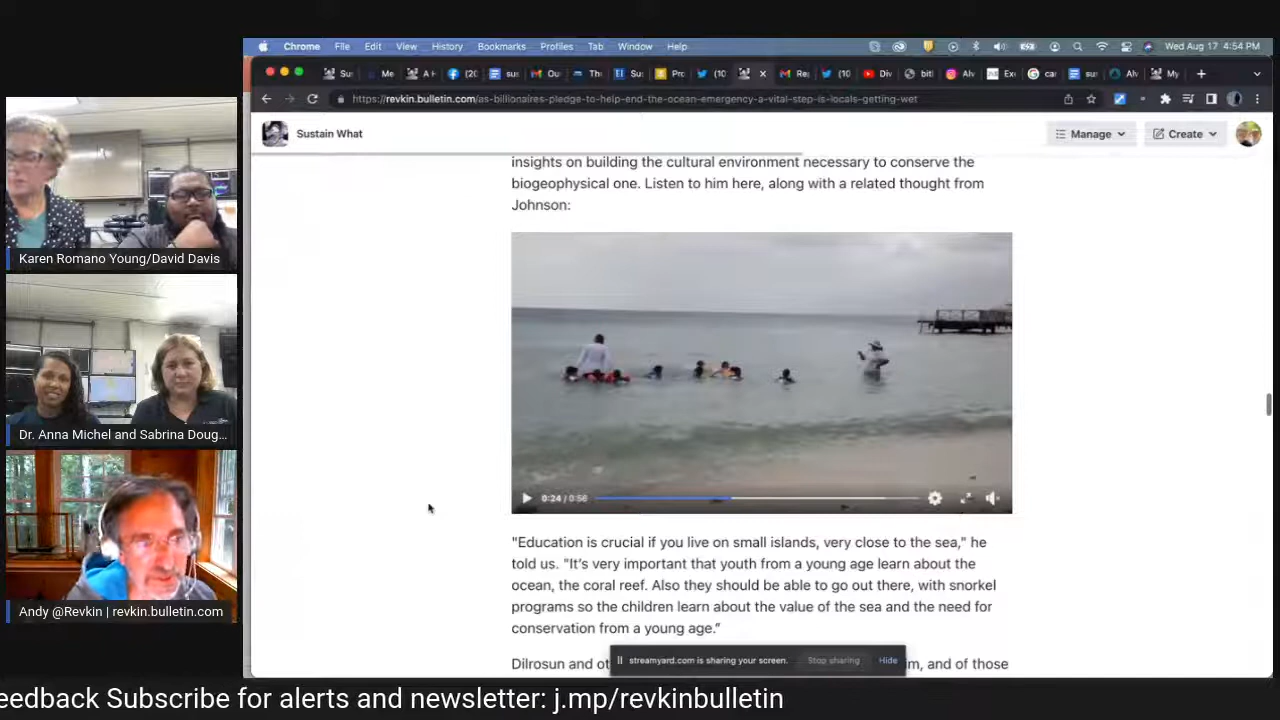 Chrome File Edit View History Bookmarks Profiles Tab Window Help
Wed Aug 17 4:54 PM
https://revkin.bulletin.com/as-billionaires-pledge-to-help-end-the-ocean-emergency-a-vital-step-is-locals-getting-wet
Sustain What
Manage
Create
insights on building the cultural environment necessary to conserve the
biogeophysical one. Listen to him here, along with a related thought from
Johnson:
0:24 / 0:56
"Education is crucial if you live on small islands, very close to the sea," he
told us. "It's very important that youth from a young age learn about the
ocean, the coral reef. Also they should be able to go out there, with snorkel
programs so the children learn about the value of the sea and the need for
conservation from a young age."
Dilrosun and ot
im, and of those
streamyard.com is sharing your screen. Stop sharing Hide
Karen Romano Young/David Davis
Dr. Anna Michel and Sabrina Doug...
Andy @Revkin | revkin.bulletin.com
eedback Subscribe for alerts and newsletter: j.mp/revkinbulletin